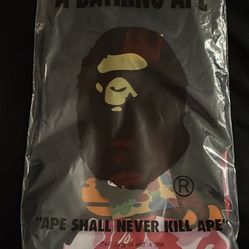 A BATHING APE
®
"APE SHALL NEVER KILL APE"